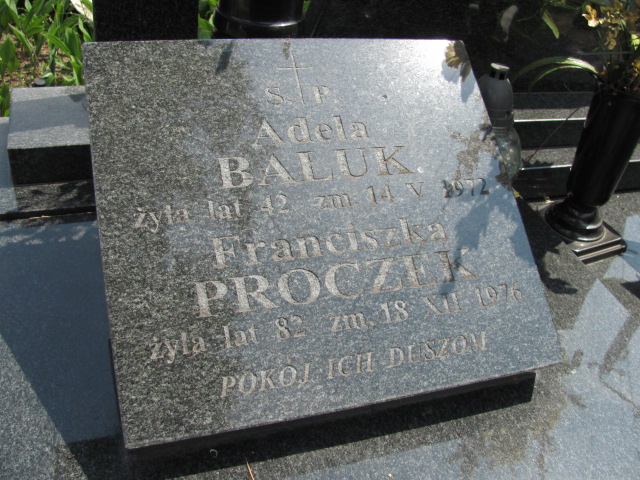 S P
Adela
BALUK
żyła lat 42 zm 14 V 1972
Franciszka
PROCZEK
żyła lat 82 zm. 18 XII 1976
POKÓJ ICH DUSZOM